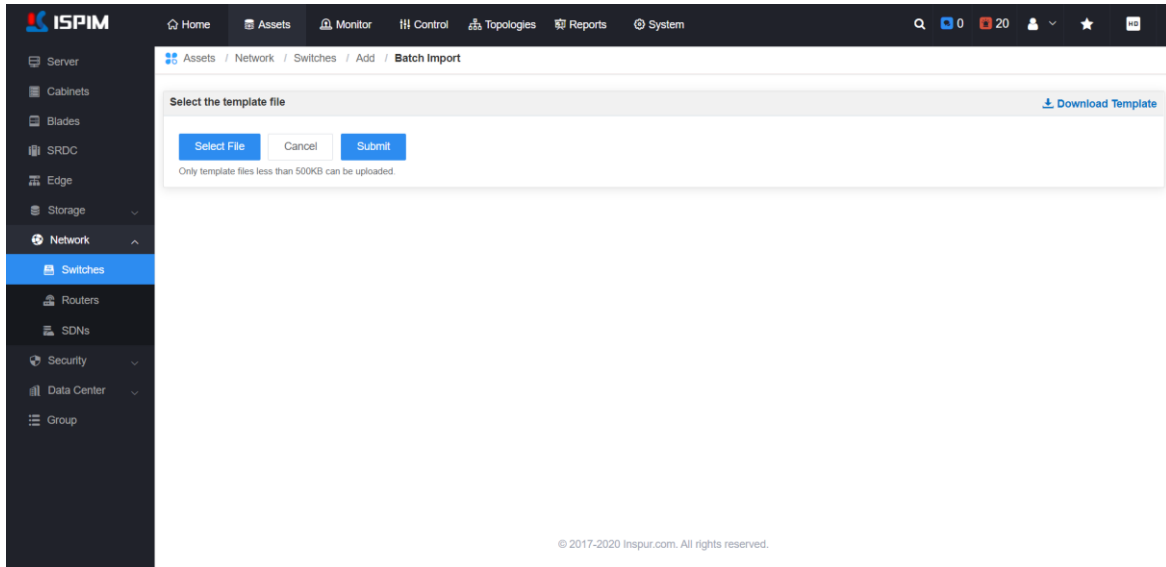 ISPIM Home Assets Monitor Control Topologies Reports System 0 20 HD
Assets / Network / Switches / Add / Batch Import
Server
Cabinets
Blades
SRDC
Edge
Storage
Network
Switches
Routers
SDNs
Security
Data Center
Group
Select the template file Download Template
Select File Cancel Submit
Only template files less than 500KB can be uploaded.
© 2017-2020 Inspur.com. All rights reserved.